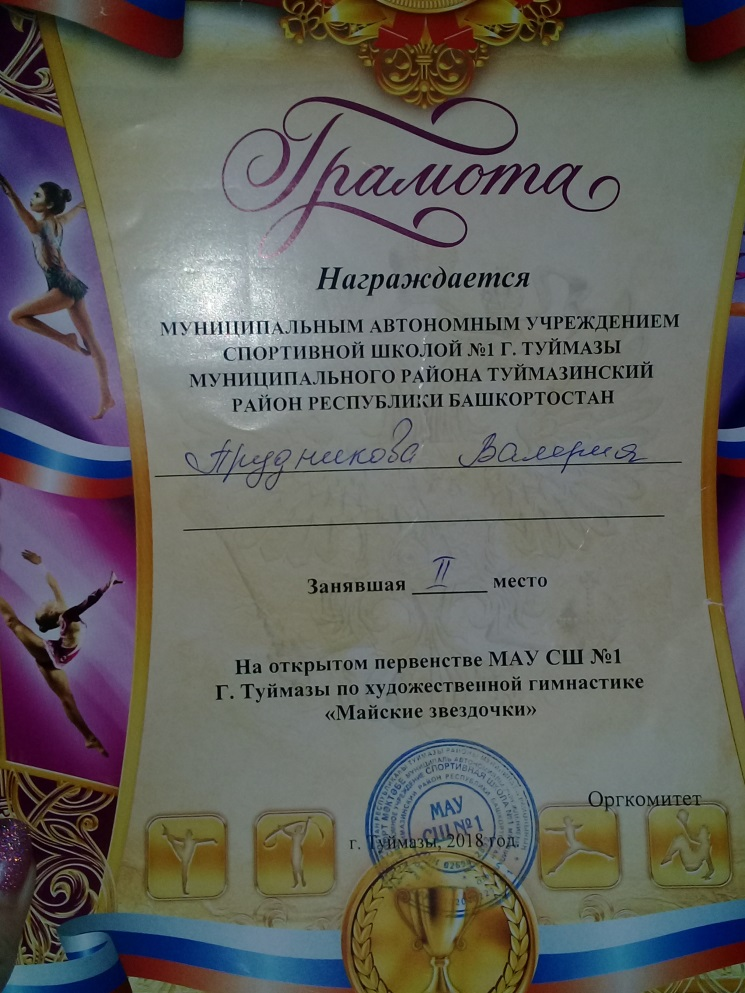 Грамота
Награждается
МУНИЦИПАЛЬНЫМ АВТОНОМНЫМ УЧРЕЖДЕНИЕМ
СПОРТИВНОЙ ШКОЛОЙ №1 Г. ТУЙМАЗЫ
МУНИЦИПАЛЬНОГО РАЙОНА ТУЙМАЗИНСКИЙ
РАЙОН РЕСПУБЛИКИ БАШКОРТОСТАН
Прудникова Валерия
Занявшая II место
На открытом первенстве МАУ СШ №1
Г. Туймазы по художественной гимнастике
«Майские звездочки»
Оргкомитет
МАУ
СШ №1
г. Туймазы, 2018 год.